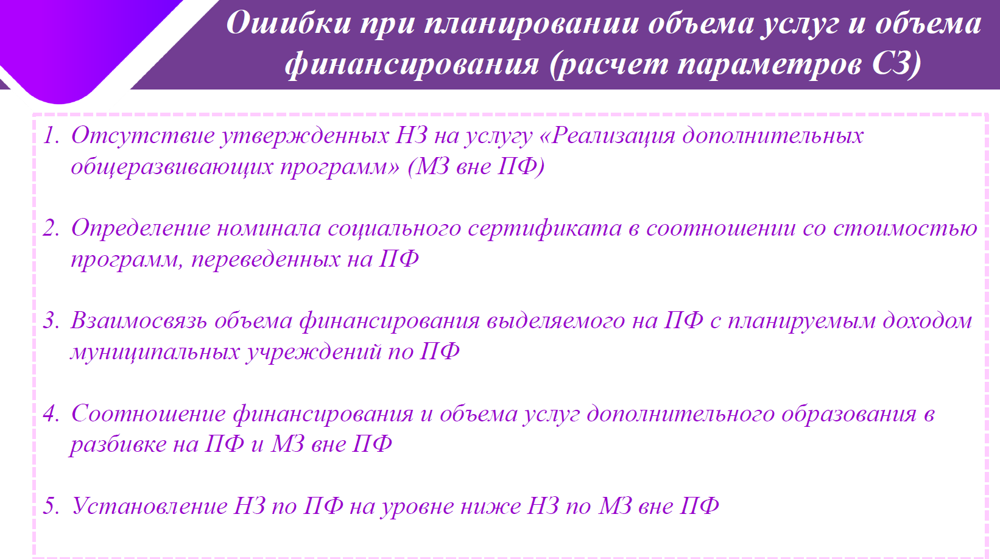 Ошибки при планировании объема услуг и объема
финансирования (расчет параметров СЗ)
1. Отсутствие утвержденных НЗ на услугу «Реализация дополнительных
общеразвивающих программ» (МЗ вне ПФ)
2. Определение номинала социального сертификата в соотношении со стоимостью
программ, переведенных на ПФ
3. Взаимосвязь объема финансирования выделяемого на ПФ с планируемым доходом
муниципальных учреждений по ПФ
4. Соотношение финансирования и объема услуг дополнительного образования в
разбивке на ПФ и МЗ вне ПФ
5. Установление НЗ по ПФ на уровне ниже НЗ по МЗ вне ПФ